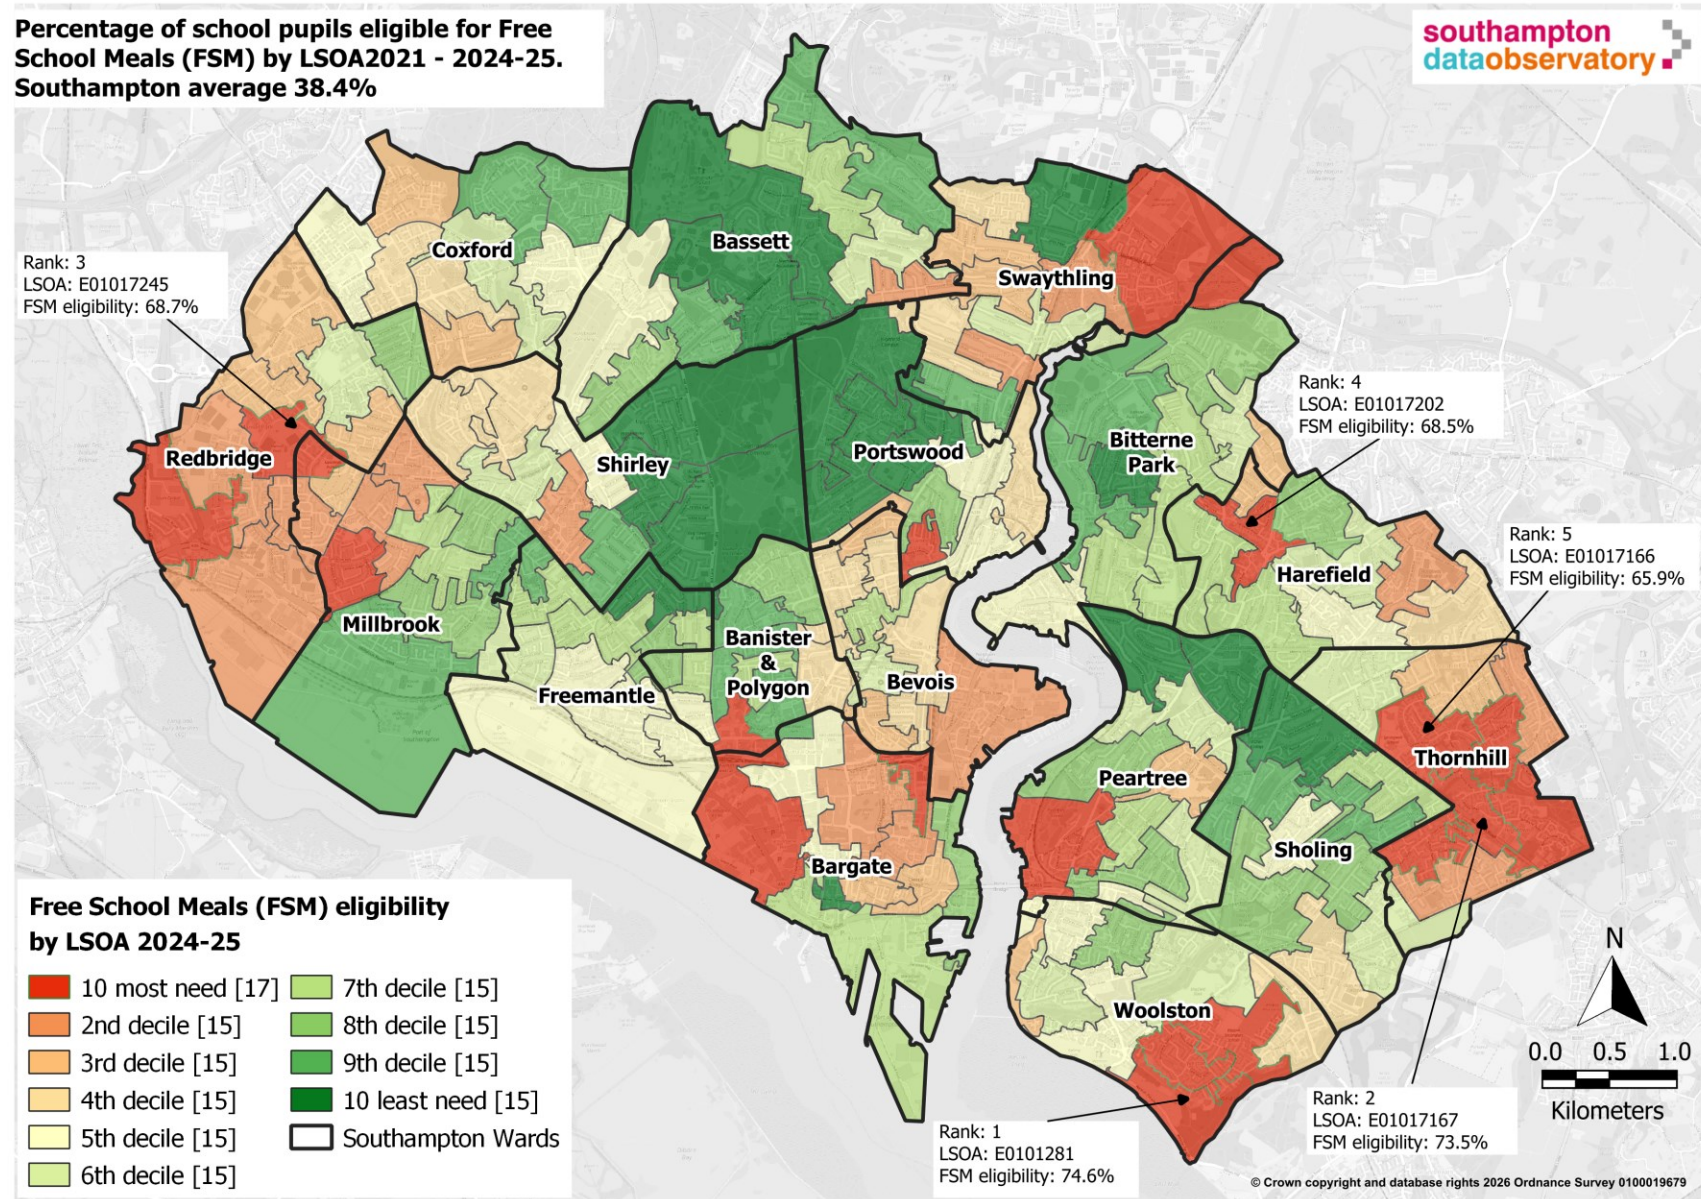 Percentage of school pupils eligible for Free
School Meals (FSM) by LSOA2021 - 2024-25.
Southampton average 38.4%
southampton
dataobservatory
Rank: 3
LSOA: E01017245
FSM eligibility: 68.7%
Coxford
Bassett
Swaythling
Rank: 4
LSOA: E01017202
FSM eligibility: 68.5%
Redbridge
Shirley
Portswood
Bitterne
Park
Rank: 5
LSOA: E01017166
FSM eligibility: 65.9%
Harefield
Millbrook
Banister
&
Polygon
Freemantle
Bevois
Thornhill
Peartree
Sholing
Bargate
Woolston
Free School Meals (FSM) eligibility
by LSOA 2024-25
10 most need [17]
2nd decile [15]
3rd decile [15]
4th decile [15]
5th decile [15]
6th decile [15]
7th decile [15]
8th decile [15]
9th decile [15]
10 least need [15]
Southampton Wards
Rank: 1
LSOA: E0101281
FSM eligibility: 74.6%
Rank: 2
LSOA: E01017167
FSM eligibility: 73.5%
N
0.0 0.5 1.0
Kilometers
© Crown copyright and database rights 2026 Ordnance Survey 0100019679